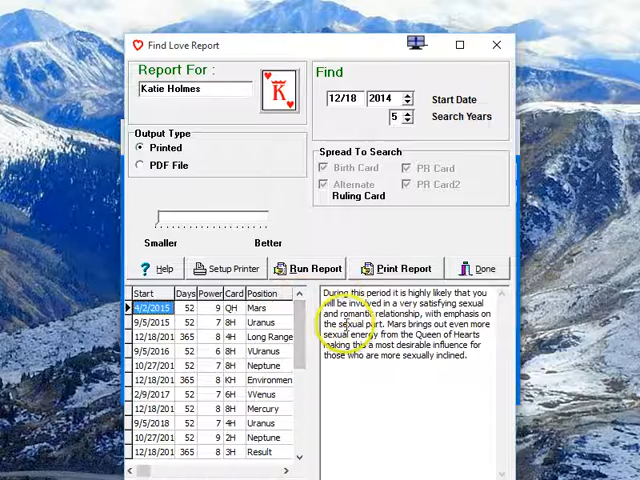 Find Love Report
Report For :
Katie Holmes
K
Find
12/18 2014 Start Date
5 Search Years
Output Type
Printed
PDF File
Spread To Search
Birth Card PR Card
Alternate PR Card2
Ruling Card
Smaller Better
? Help Setup Printer Run Report Print Report Done
Start Days Power Card Position
4/2/2015 52 9 QH Mars
9/5/2015 52 7 8H Uranus
12/18/201 365 8 4H Long Range
9/5/2016 52 6 8H VUranus
10/27/201 52 7 8H Neptune
12/18/201 365 8 KH Environmen
2/9/2017 52 7 6H VVenus
12/18/201 52 7 8H Mercury
9/5/2018 52 7 4H Uranus
10/27/201 52 9 2H Neptune
12/18/201 365 8 3H Result
During this period it is highly likely that you
will be involved in a very satisfying sexual
and romantic relationship, with emphasis on
the sexual part. Mars brings out even more
sexual energy from the Queen of Hearts
making this a most desirable influence for
those who are more sexually inclined.